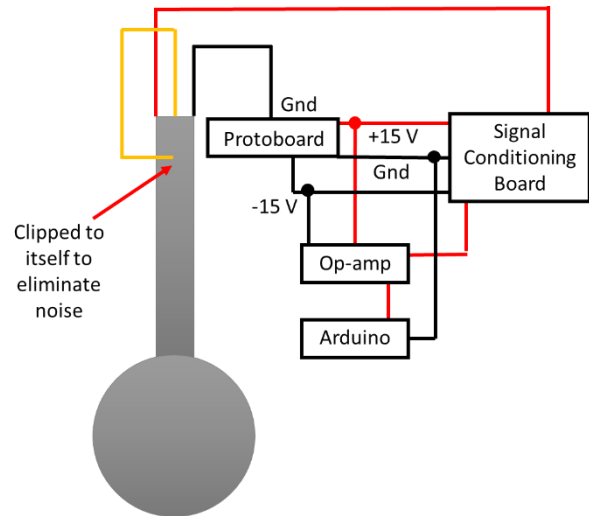 Gnd
Protoboard
+15 V
Signal
Conditioning
Board
Gnd
-15 V
Clipped to
itself to
eliminate
noise
Op-amp
Arduino